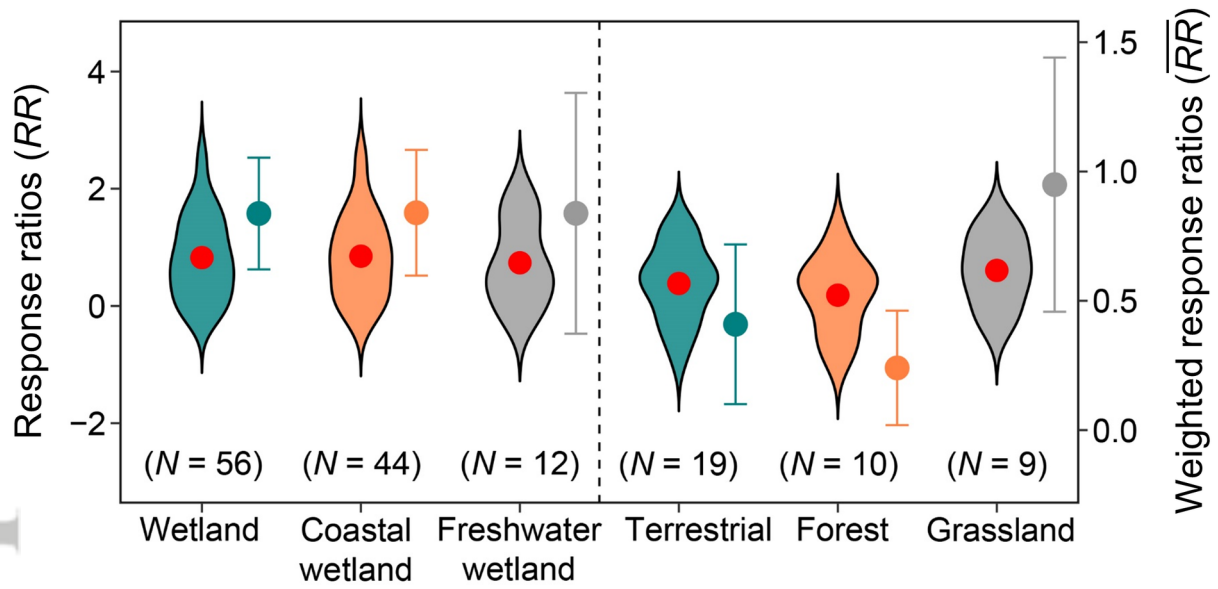 Response ratios (RR)
4
2
0
−2
(N = 56) (N = 44) (N = 12) (N = 19) (N = 10) (N = 9)
Wetland Coastal wetland Freshwater wetland Terrestrial Forest Grassland
1.5
1.0
0.5
0.0
Weighted response ratios (R̅R̅)